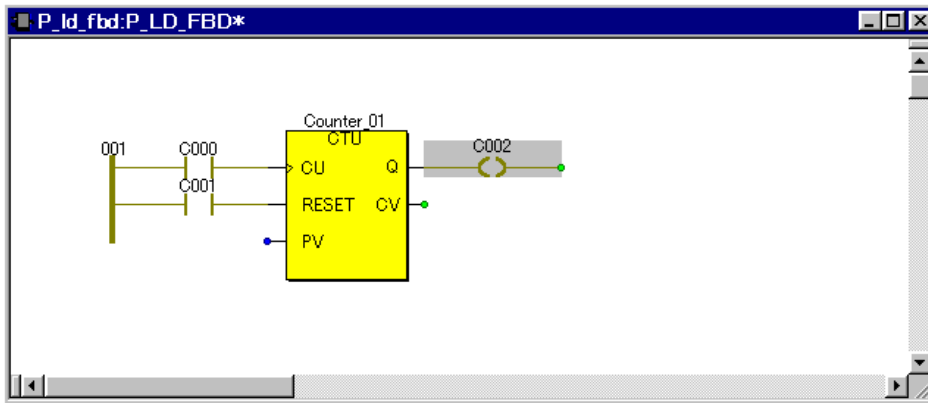 P_ld_fbd:P_LD_FBD*
Counter_01
CTU
001 C000 CU Q C002
C001 RESET CV
PV